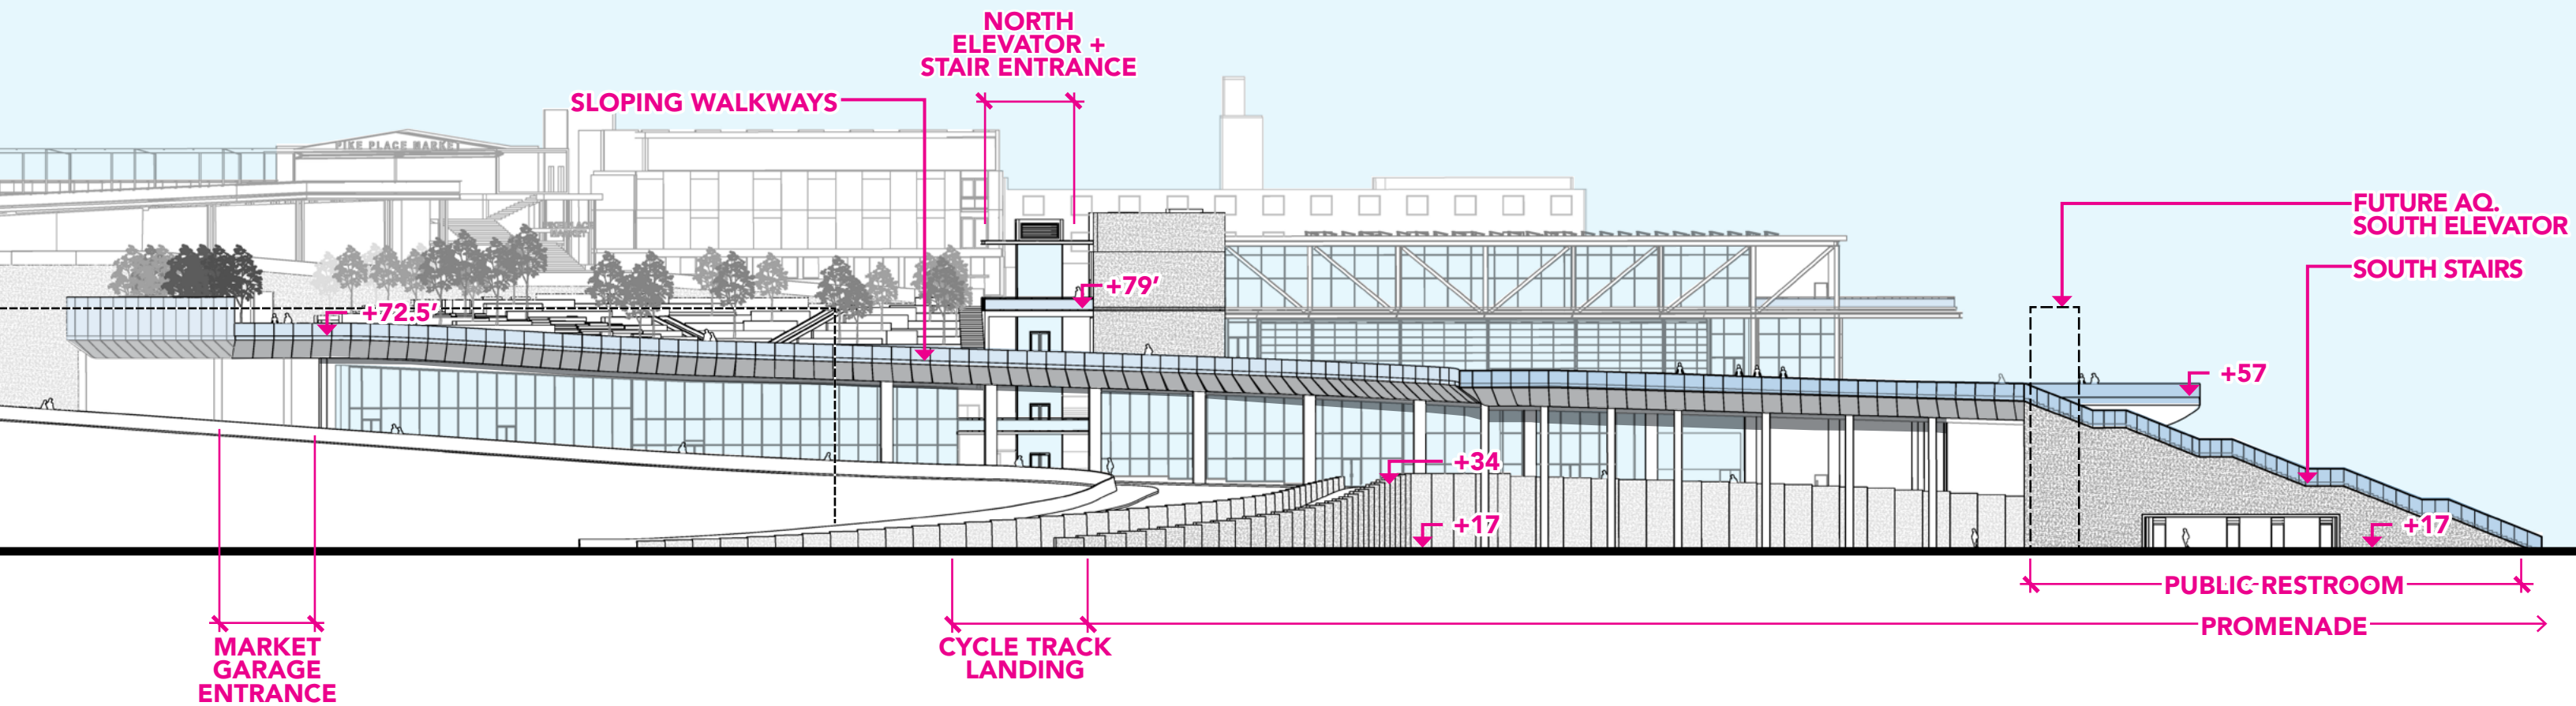 NORTH
ELEVATOR +
STAIR ENTRANCE
SLOPING WALKWAYS
PIKE PLACE MARKET
FUTURE AQ.
SOUTH ELEVATOR
SOUTH STAIRS
+79'
+72.5'
+57
+34
+17
+17
PUBLIC RESTROOM
PROMENADE
MARKET
GARAGE
ENTRANCE
CYCLE TRACK
LANDING